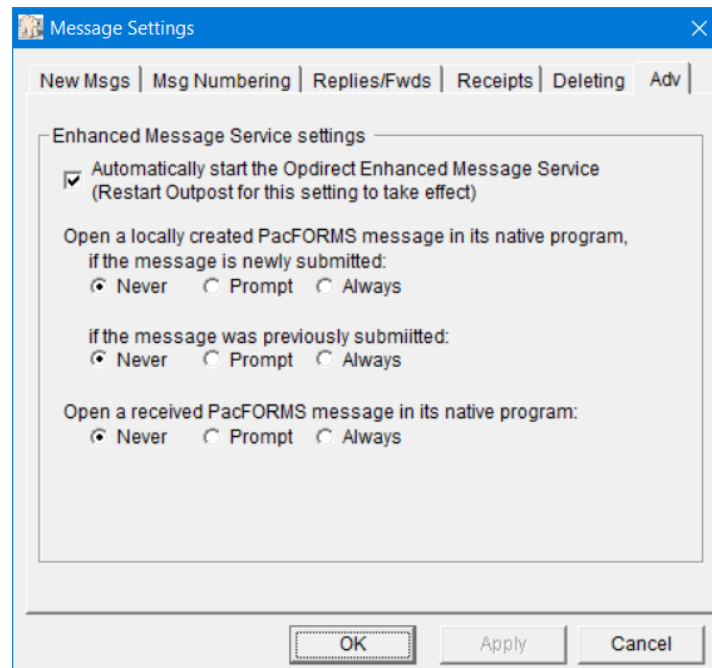 Message Settings
New Msgs Msg Numbering Replies/Fwds Receipts Deleting Adv
Enhanced Message Service settings
Automatically start the Opdirect Enhanced Message Service
(Restart Outpost for this setting to take effect)
Open a locally created PacFORMS message in its native program,
if the message is newly submitted:
Never Prompt Always
if the message was previously submiitted:
Never Prompt Always
Open a received PacFORMS message in its native program:
Never Prompt Always
OK Apply Cancel